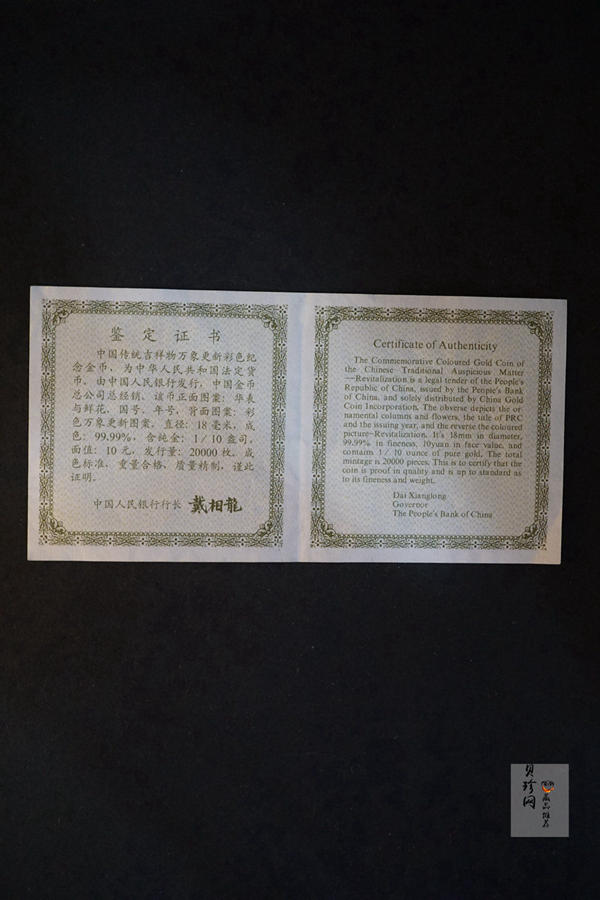 鉴定证书
中国传统吉祥物万象更新彩色纪
念金币，为中华人民共和国法定货
币。由中国人民银行发行，中国金币
总公司总经销。该币正面图案：华表
与鲜花、国号、年号，背面图案：彩
色万象更新图案。直径：18毫米，成
色：99.99%，含纯金：1/10盎司，
面值：10元，发行量：20000枚。成
色标准，重量合格，质量精制，谨此
证明。
中国人民银行行长 戴相龙
Certificate of Authenticity
The Commemorative Coloured Gold Coin of
the Chinese Traditional Auspicious Matter
—Revitalization is a legal tender of the People's
Republic of China, issued by the People's Bank
of China, and solely distributed by China Gold
Coin Incorporation. The obverse depicts the or-
namental columns and flowers, the title of PRC
and the issuing year, and the reverse the coloured
picture—Revitalization. It's 18mm in diameter,
99.99% in fineness, 10yuan in face value, and
contains 1/10 ounce of pure gold. The total
mintage is 20000 pieces. This is to certify that the
coin is proof in quality and is up to standard as
to its fineness and weight.
Dai Xianglong
Governor
The People's Bank of China
贝珍网
藏品推荐